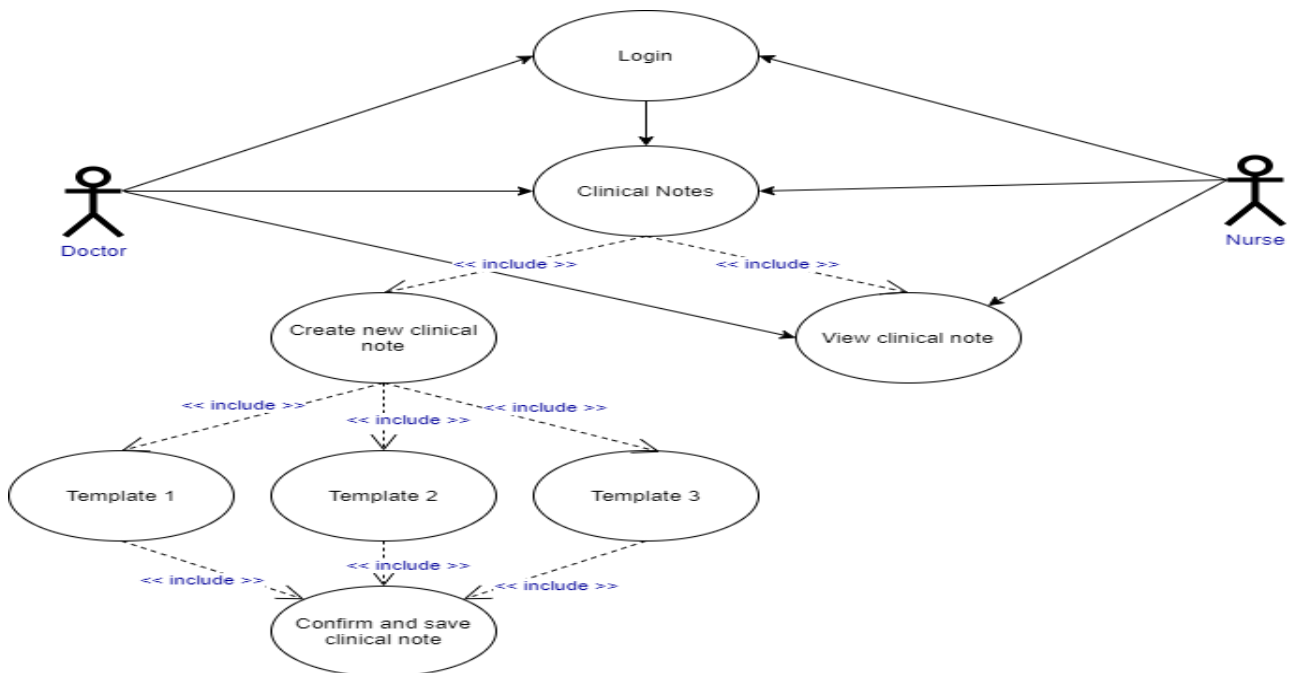 Login
Clinical Notes
Doctor
Nurse
<< include >>
<< include >>
Create new clinical
note
View clinical note
<< include >>
<< include >>
<< include >>
Template 1
Template 2
Template 3
<< include >>
<< include >>
<< include >>
Confirm and save
clinical note